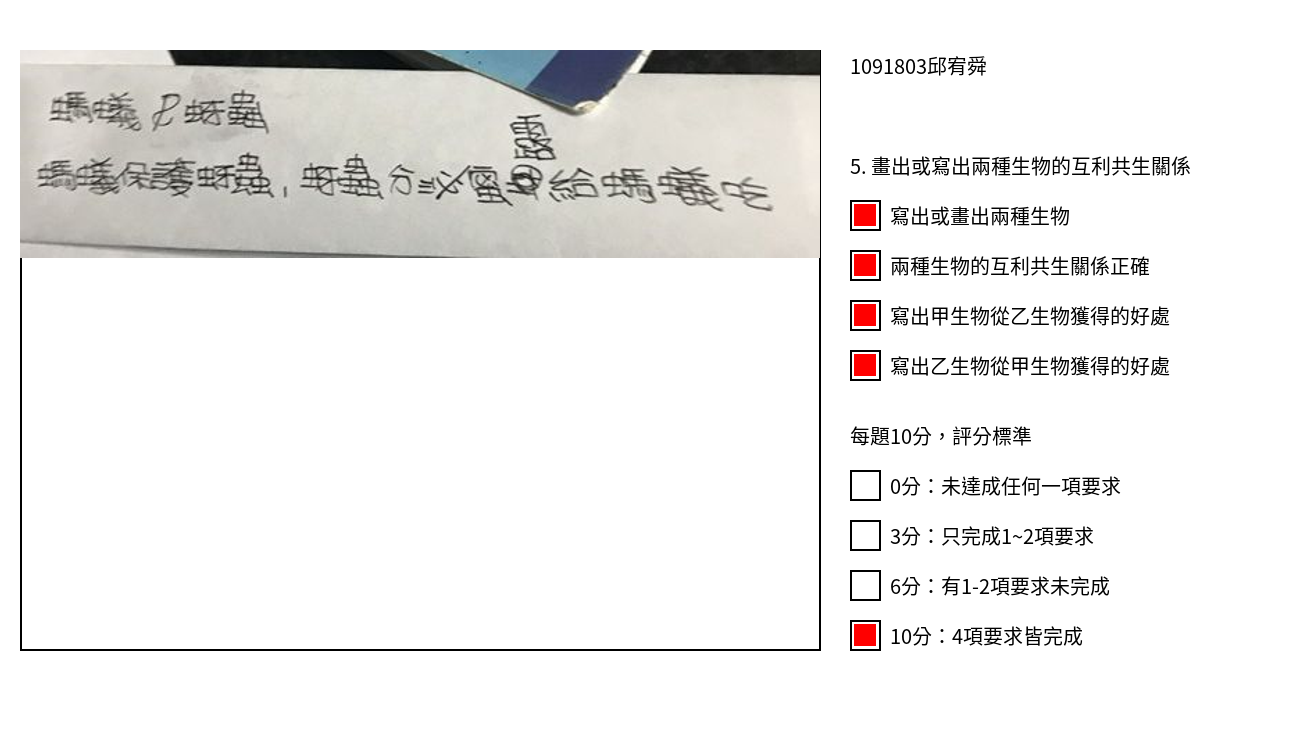 螞蟻&蚜蟲
螞蟻保護蚜蟲,蚜蟲分泌蜜露給螞蟻吃
1091803邱宥舜
5. 畫出或寫出兩種生物的互利共生關係
寫出或畫出兩種生物
兩種生物的互利共生關係正確
寫出甲生物從乙生物獲得的好處
寫出乙生物從甲生物獲得的好處
每題10分，評分標準
0分：未達成任何一項要求
3分：只完成1~2項要求
6分：有1-2項要求未完成
10分：4項要求皆完成